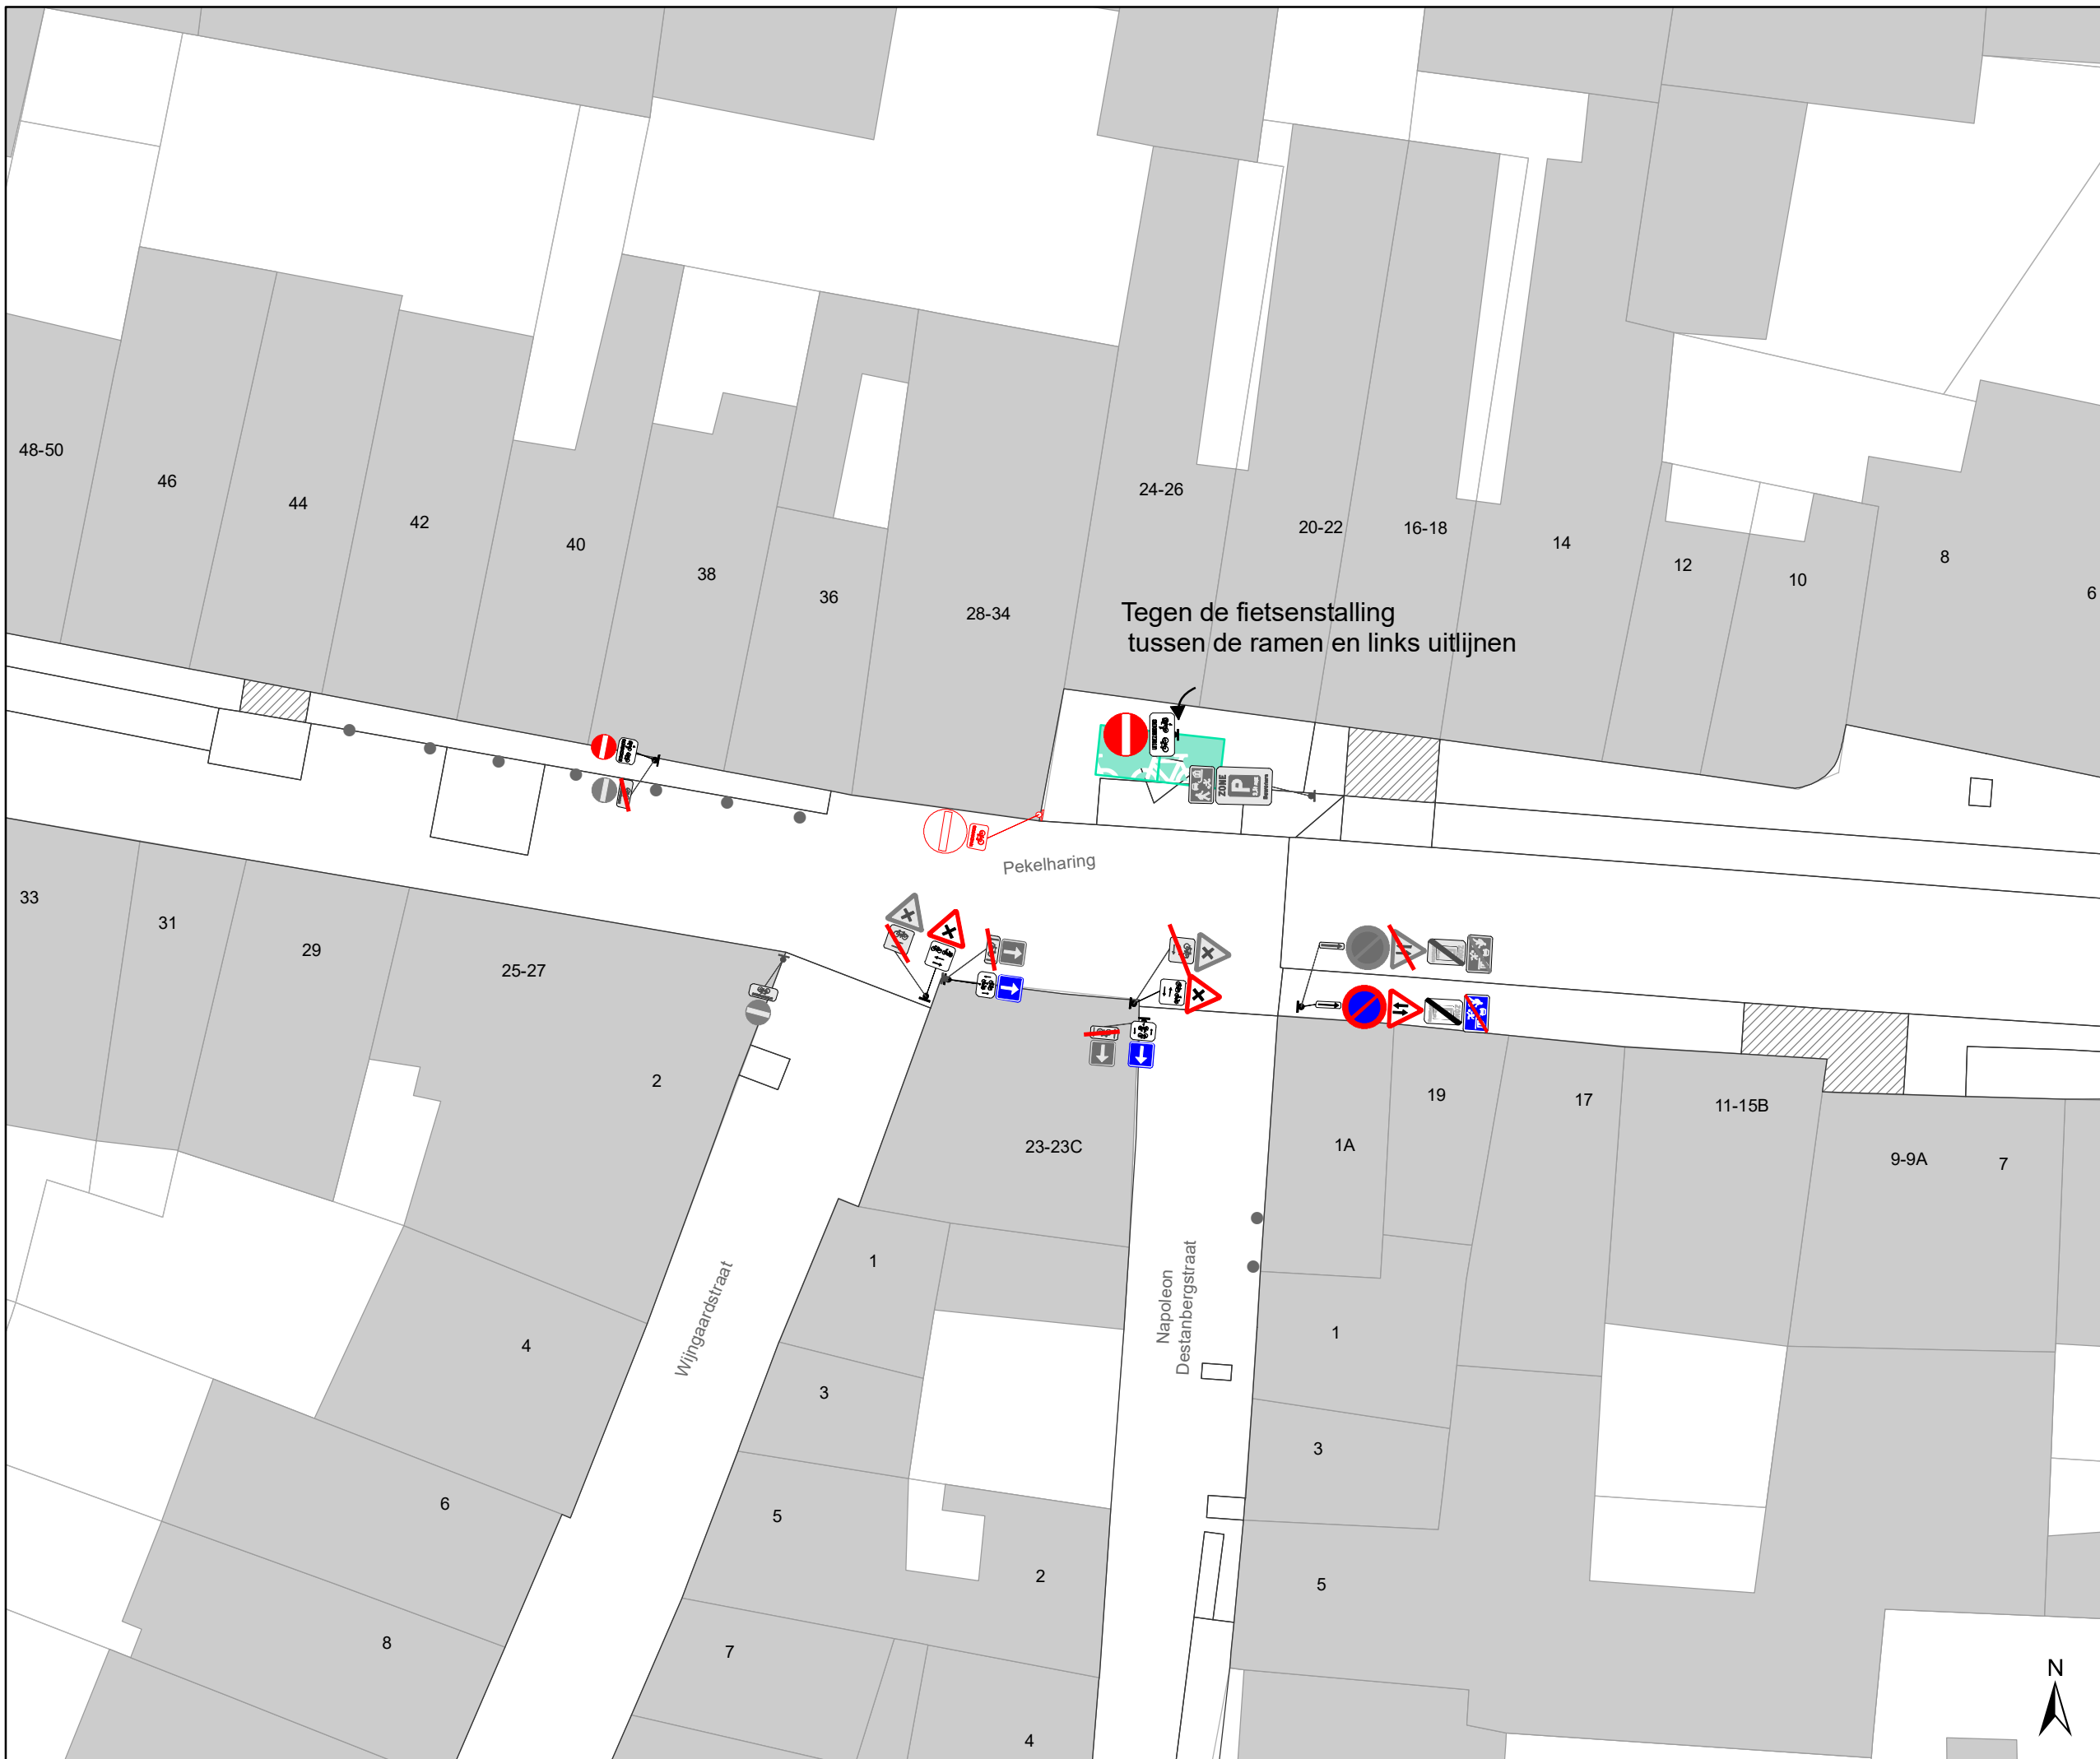 48-50
46
44
42
40
38
36
28-34
24-26
20-22
16-18
14
12
10
8
6
Tegen de fietsenstalling
tussen de ramen en links uitlijnen
ZONE
P
Pekelharing
33
31
29
25-27
2
23-23C
1A
19
17
11-15B
9-9A
7
Wijngaardstraat
Napoleon
Destanbergstraat
4
6
8
1
3
5
7
2
4
1
3
5
N